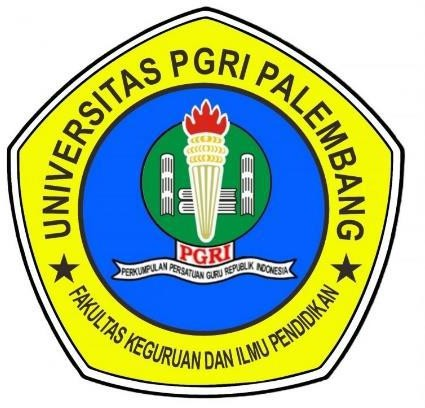 UNIVERSITAS PGRI PALEMBANG
PGRI
PERKUMPULAN PERSATUAN GURU REPUBLIK INDONESIA
FAKULTAS KEGURUAN DAN ILMU PENDIDIKAN